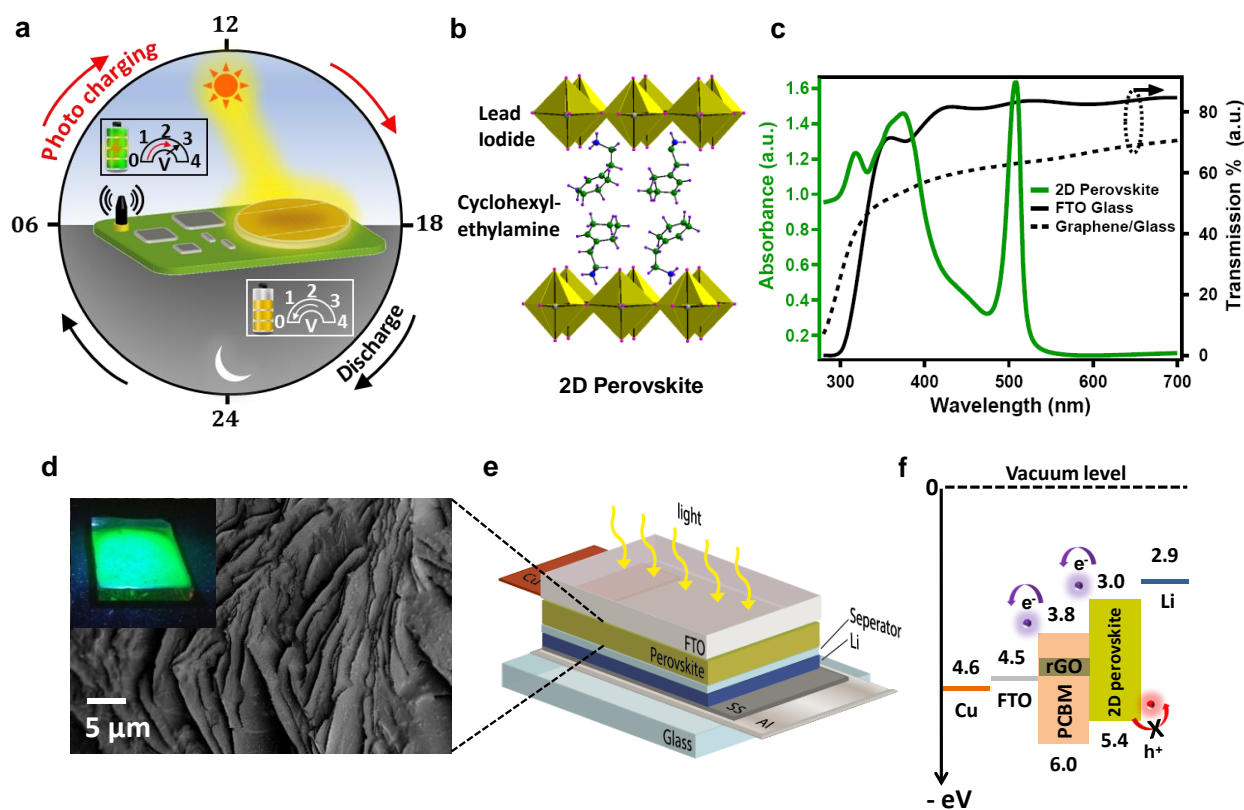 a
12
Photo charging
0 1 2 3 4
V
06
18
0 1 2 3 4
V
Discharge
24
b
Lead
Iodide
Cyclohexyl-
ethylamine
2D Perovskite
c
Absorbance (a.u.)
1.6
1.4
1.2
1.0
0.8
0.6
0.4
0.2
2D Perovskite
FTO Glass
Graphene/Glass
80
60
40
20
0
Transmission % (a.u.)
300 400 500 600 700
Wavelength (nm)
d
5 µm
e
light
Cu
FTO
Perovskite
Seperator
Li
SS
Al
Glass
f
Vacuum level
0
e-
e-
2.9
3.0
Li
3.8
4.5
4.6
rGO
Cu
FTO
PCBM
2D perovskite
X
5.4
h+
6.0
- eV